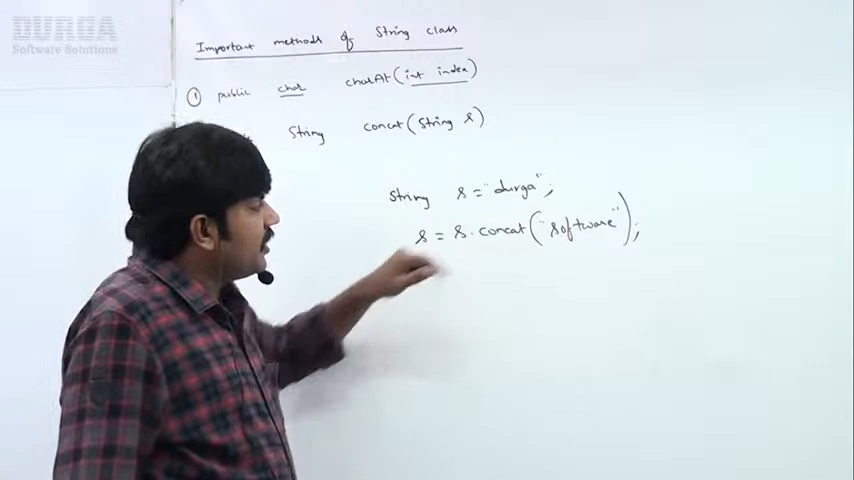 DURGA
Software Solutions
Important methods of String class
① public char charAt(int index)
String concat(String s)
String s = "durga";
s = s.concat("software");